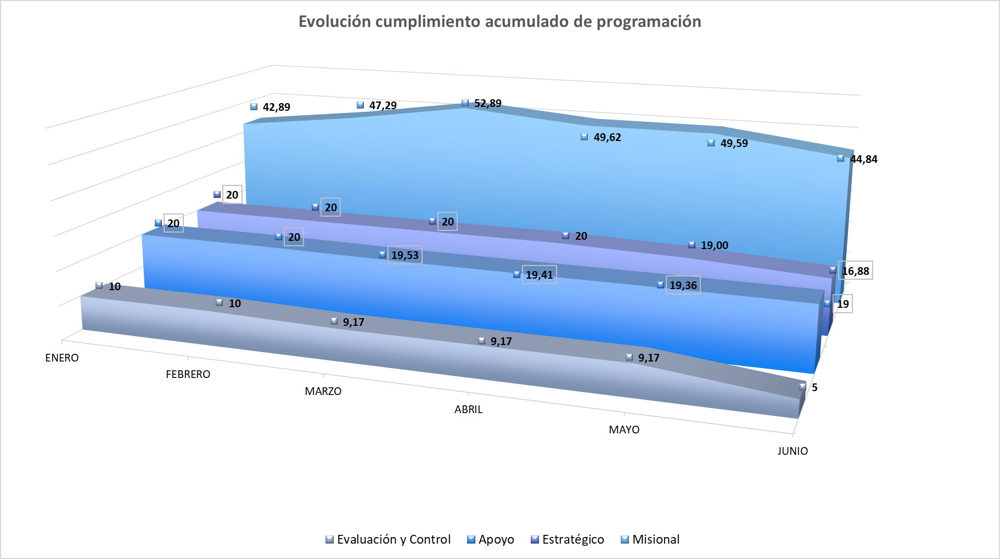 Evolución cumplimiento acumulado de programación
42,89
47,29
52,89
49,62
49,59
44,84
20
20
20
20
19,00
16,88
20
20
19,53
19,41
19,36
19
10
10
9,17
9,17
9,17
5
ENERO
FEBRERO
MARZO
ABRIL
MAYO
JUNIO
Evaluación y Control
Apoyo
Estratégico
Misional